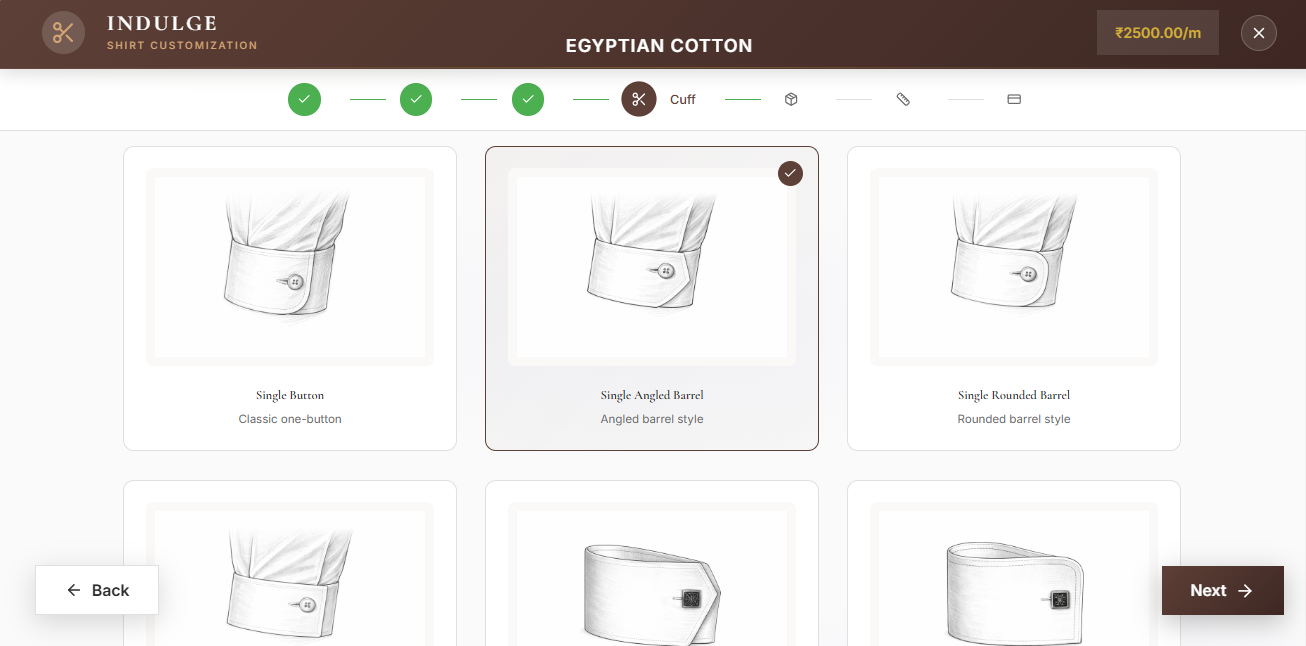 INDULGE
SHIRT CUSTOMIZATION
EGYPTIAN COTTON
₹2500.00/m
Cuff
Single Button
Classic one-button
Single Angled Barrel
Angled barrel style
Single Rounded Barrel
Rounded barrel style
Back
Next